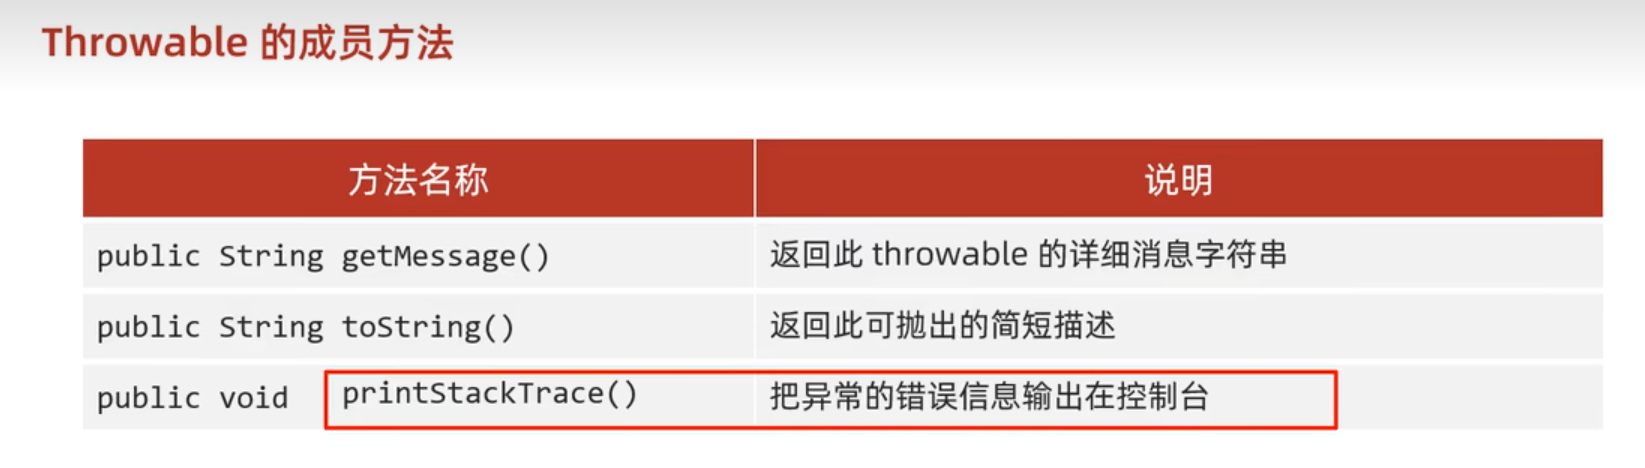 Throwable 的成员方法
方法名称 说明
public String getMessage() 返回此 throwable 的详细消息字符串
public String toString() 返回此可抛出的简短描述
public void printStackTrace() 把异常的错误信息输出在控制台